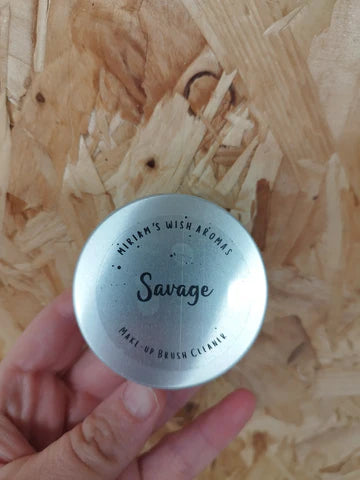 Miriam's Wish Aromas
Savage
Make-up Brush Cleaner